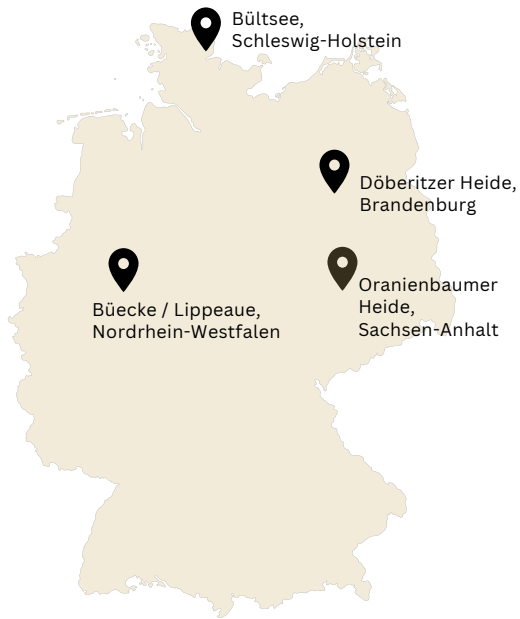 Bültsee,
Schleswig-Holstein
Döberitzer Heide,
Brandenburg
Oranienbaumer
Heide,
Sachsen-Anhalt
Büecke / Lippeaue,
Nordrhein-Westfalen